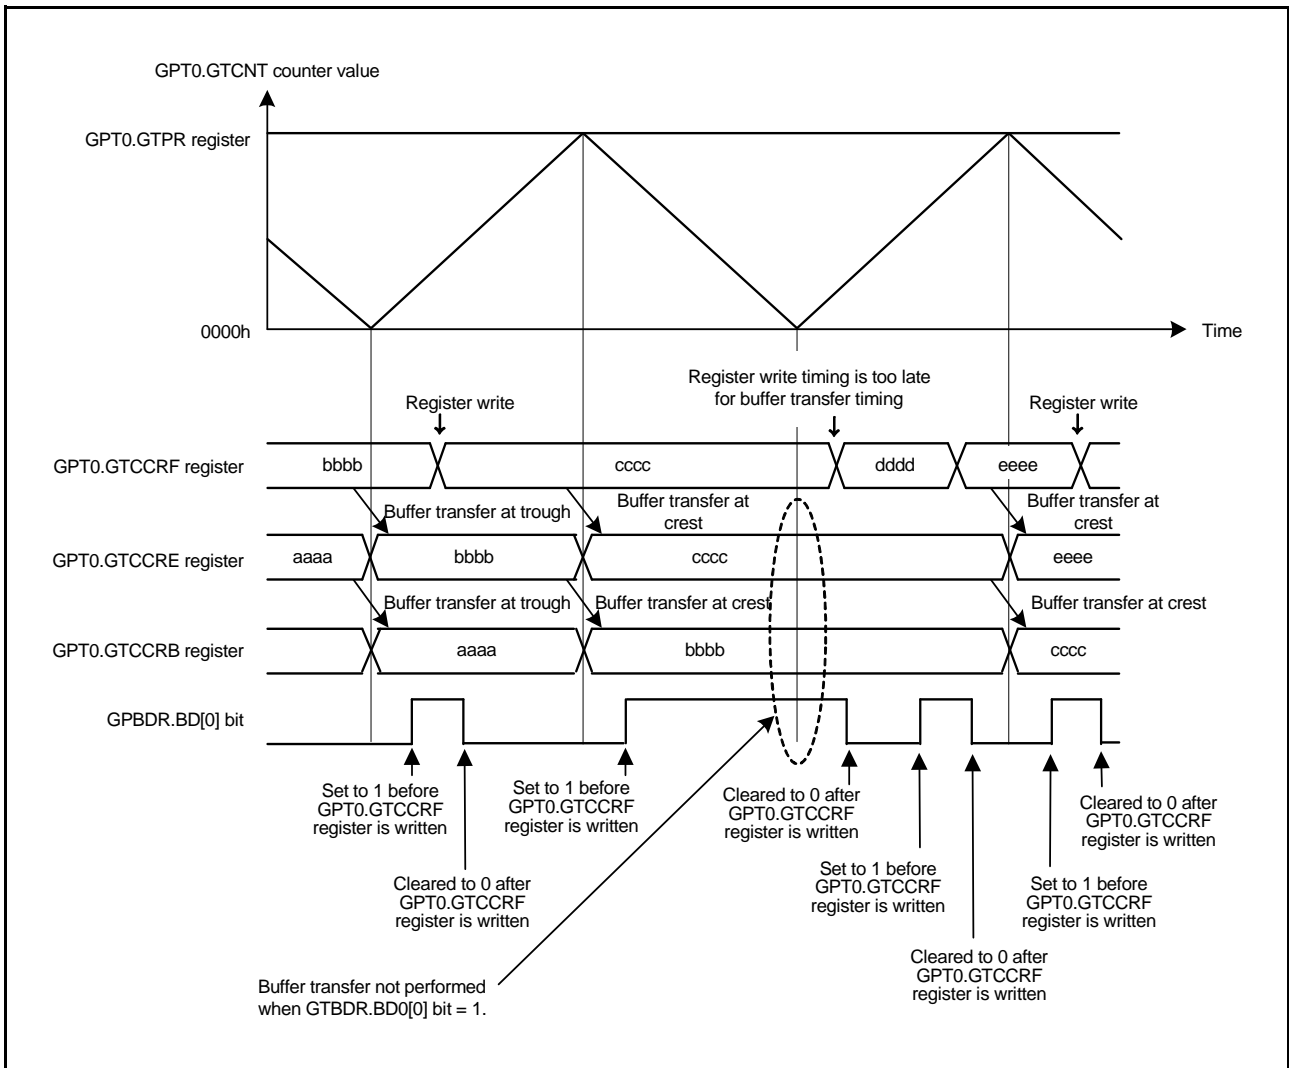 GPT0.GTCNT counter value
GPT0.GTPR register
0000h
Time
Register write timing is too late
for buffer transfer timing
Register write
Register write
GPT0.GTCCRF register
bbbb
cccc
dddd
eeee
Buffer transfer at trough
Buffer transfer at
crest
Buffer transfer at
crest
GPT0.GTCCRE register
aaaa
bbbb
cccc
eeee
Buffer transfer at trough
Buffer transfer at crest
Buffer transfer at crest
GPT0.GTCCRB register
aaaa
bbbb
cccc
GPBDR.BD[0] bit
Set to 1 before
GPT0.GTCCRF
register is written
Set to 1 before
GPT0.GTCCRF
register is written
Cleared to 0 after
GPT0.GTCCRF
register is written
Cleared to 0 after
GPT0.GTCCRF
register is written
Cleared to 0 after
GPT0.GTCCRF
register is written
Set to 1 before
GPT0.GTCCRF
register is written
Set to 1 before
GPT0.GTCCRF
register is written
Cleared to 0 after
GPT0.GTCCRF
register is written
Buffer transfer not performed
when GTBDR.BD0[0] bit = 1.